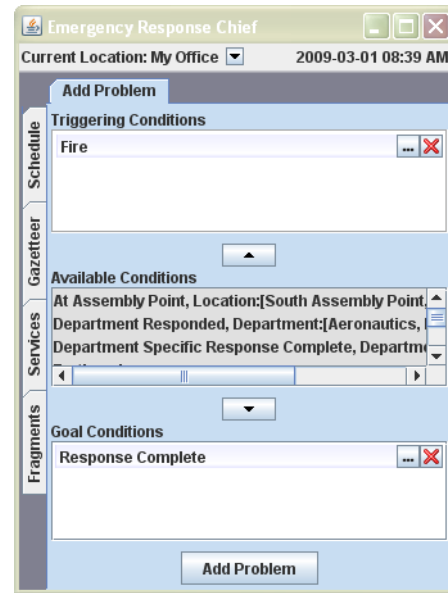 Emergency Response Chief
Current Location: My Office 2009-03-01 08:39 AM
Add Problem
Schedule
Gazetteer
Services
Fragments
Triggering Conditions
Fire ...
Available Conditions
At Assembly Point, Location:[South Assembly Point,
Department Responded, Department:[Aeronautics,
Department Specific Response Complete,
Goal Conditions
Response Complete ...
Add Problem